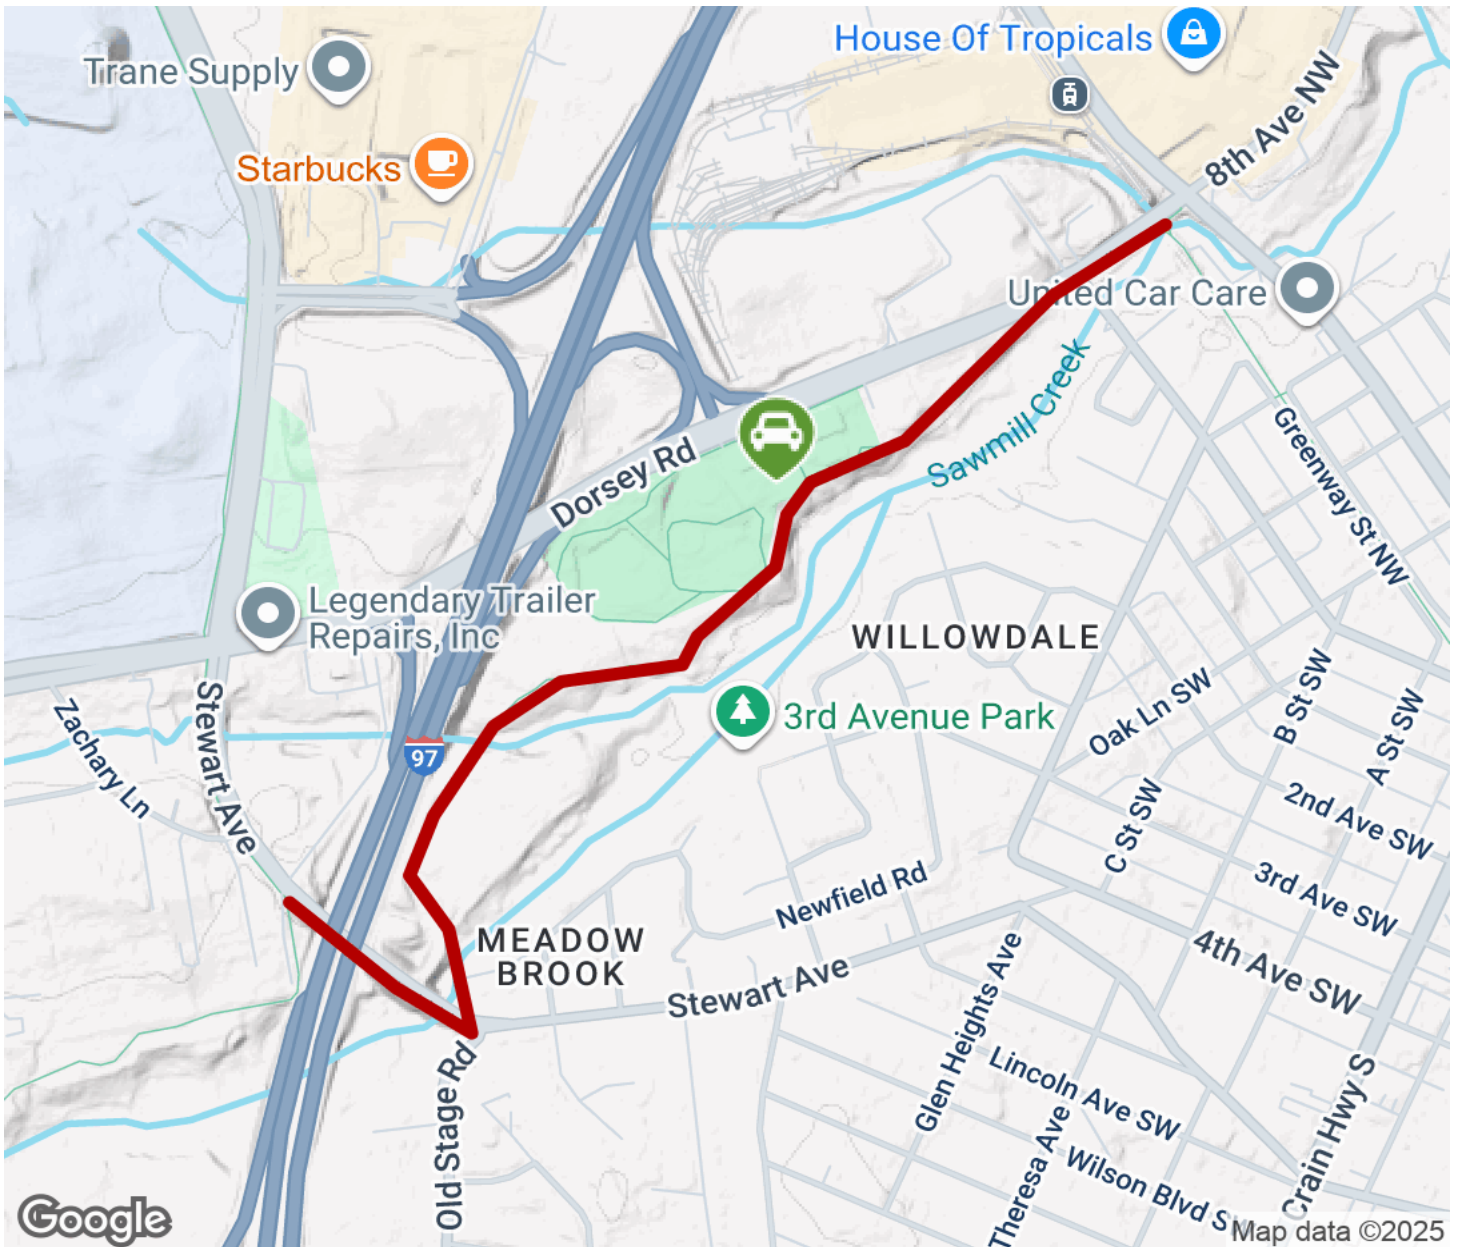 House Of Tropicals
Trane Supply
8th Ave NW
Starbucks
United Car Care
Sawmill Creek
Greenway St NW
Dorsey Rd
Legendary Trailer
Repairs, Inc
WILLOWDALE
Stewart Ave
Zachary Ln
97
3rd Avenue Park
Oak Ln SW
B St SW
A St SW
2nd Ave SW
C St SW
3rd Ave SW
Newfield Rd
MEADOW
BROOK
4th Ave SW
Stewart Ave
Glen Heights Ave
Lincoln Ave SW
Old Stage Rd
Theresa Ave
Wilson Blvd S
Crain Hwy S
Google
Map data ©2025